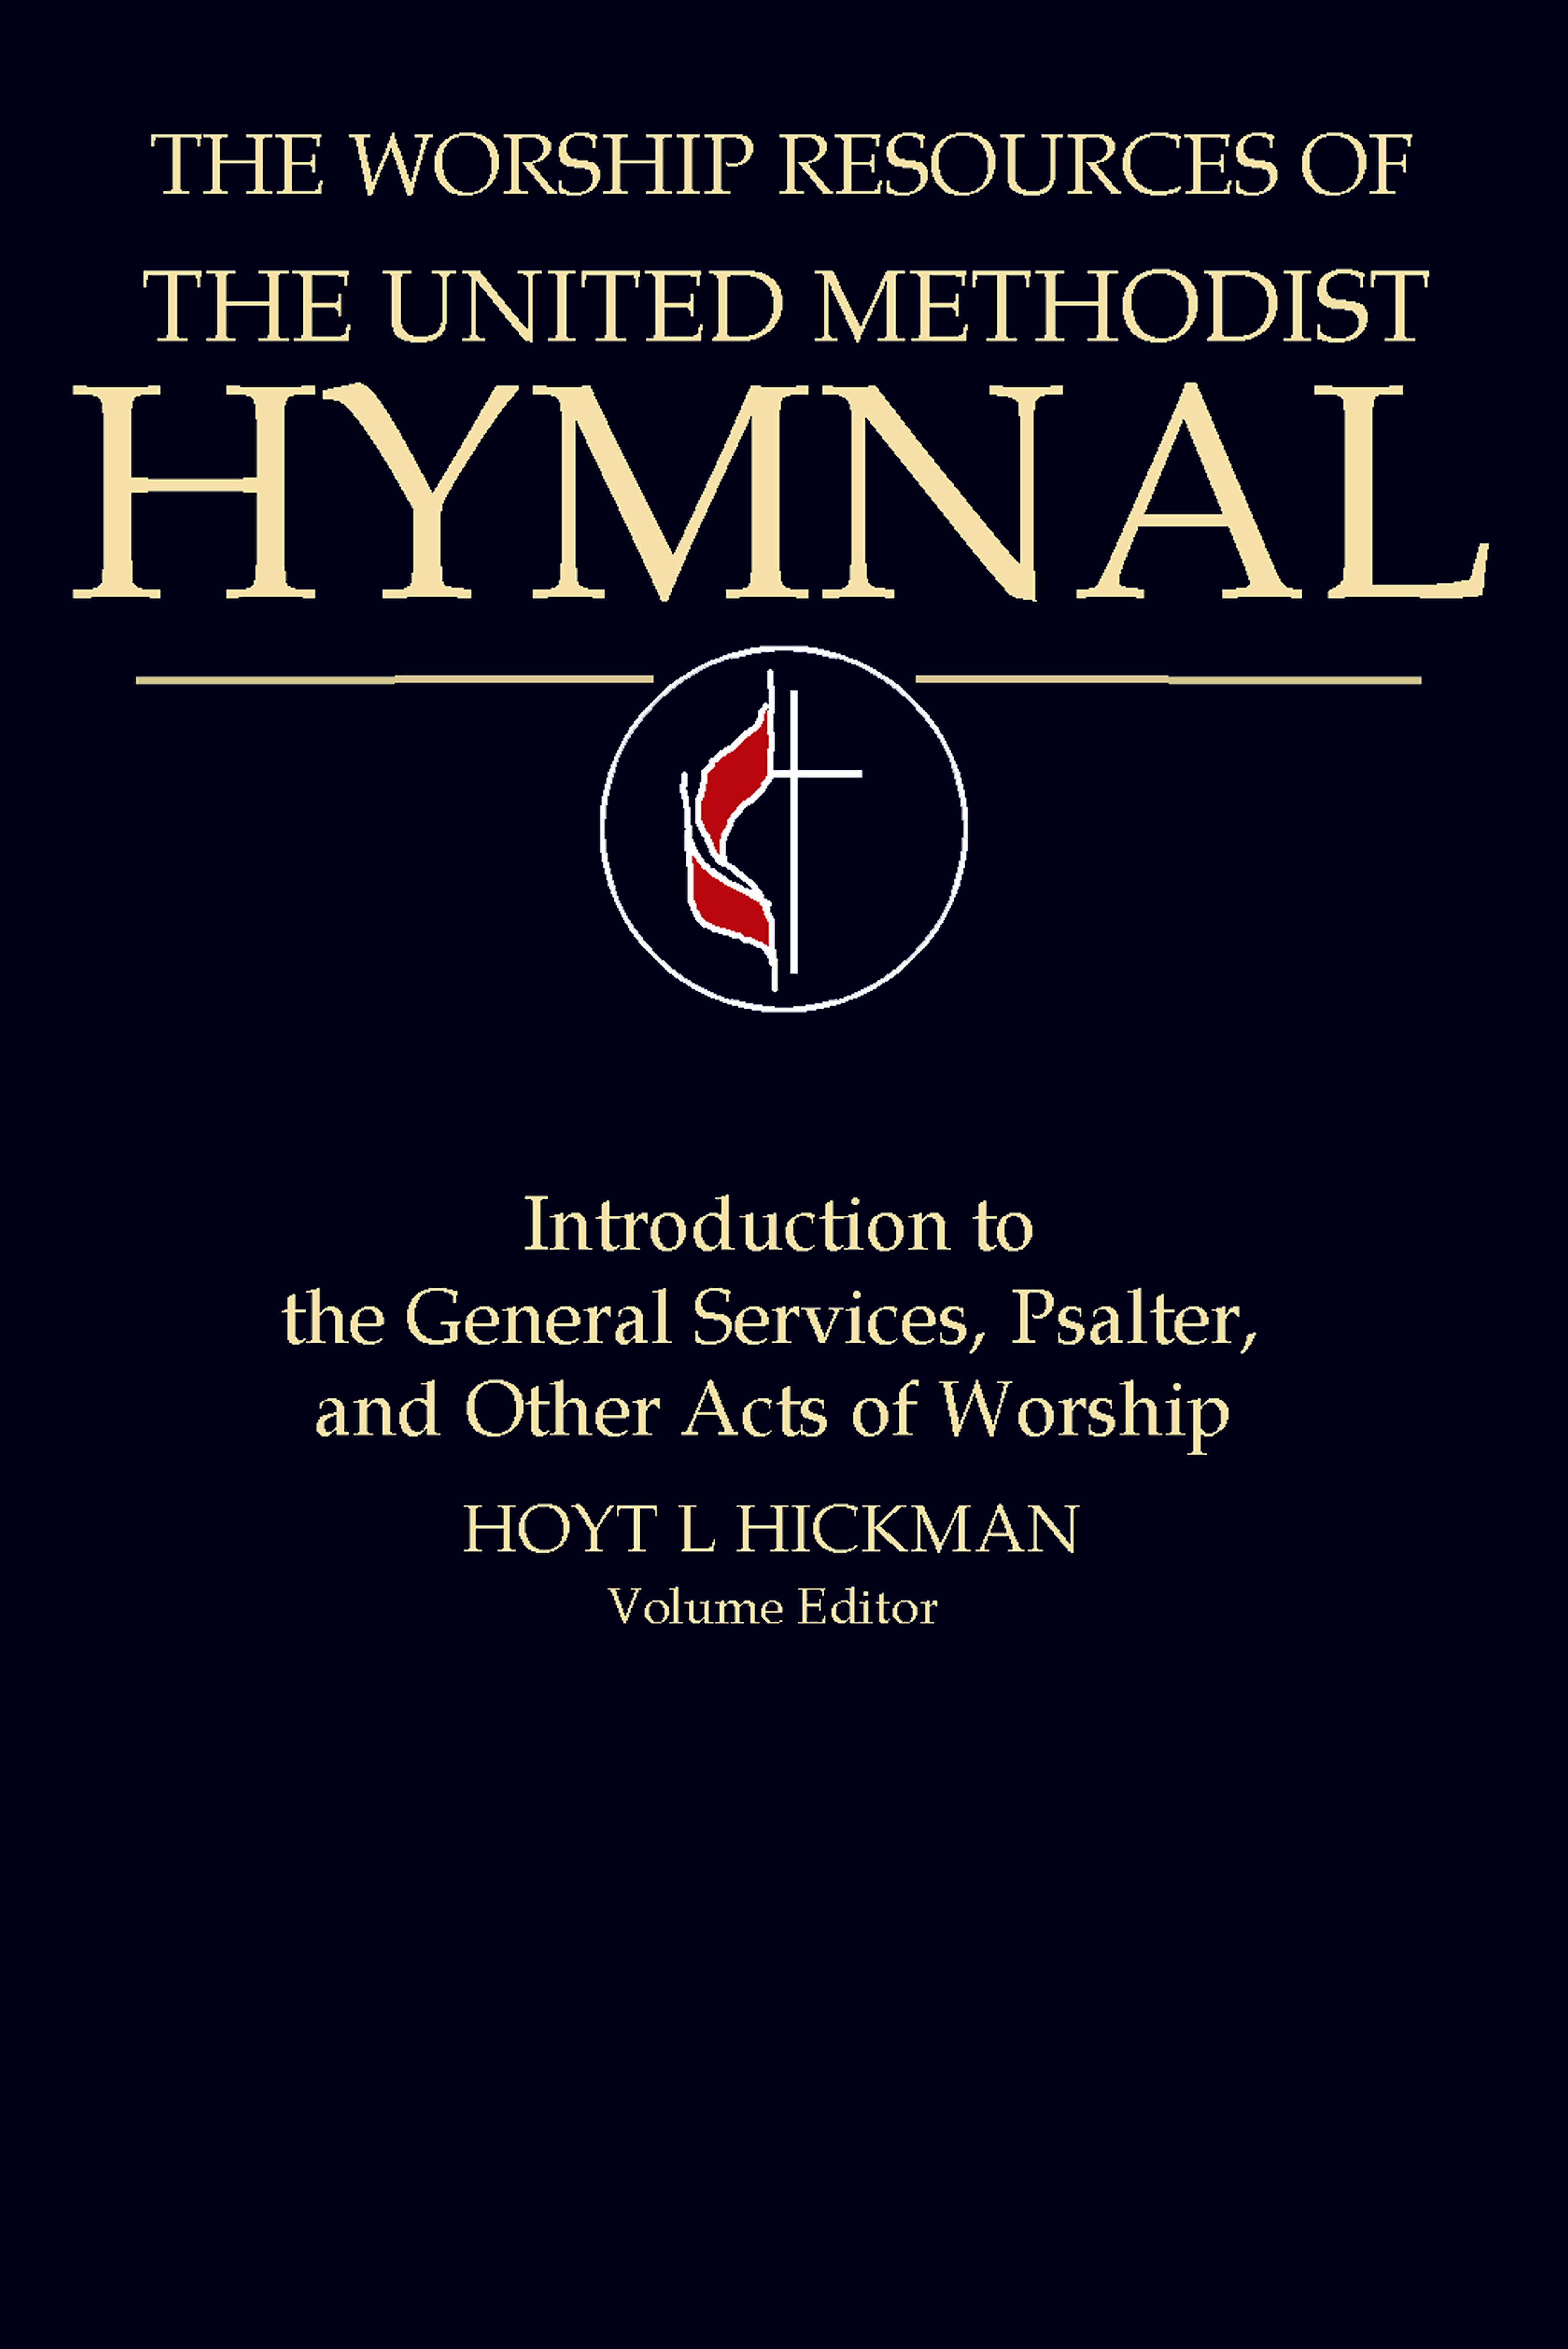 THE WORSHIP RESOURCES OF
THE UNITED METHODIST
HYMNAL
Introduction to
the General Services, Psalter,
and Other Acts of Worship
HOYT L HICKMAN
Volume Editor